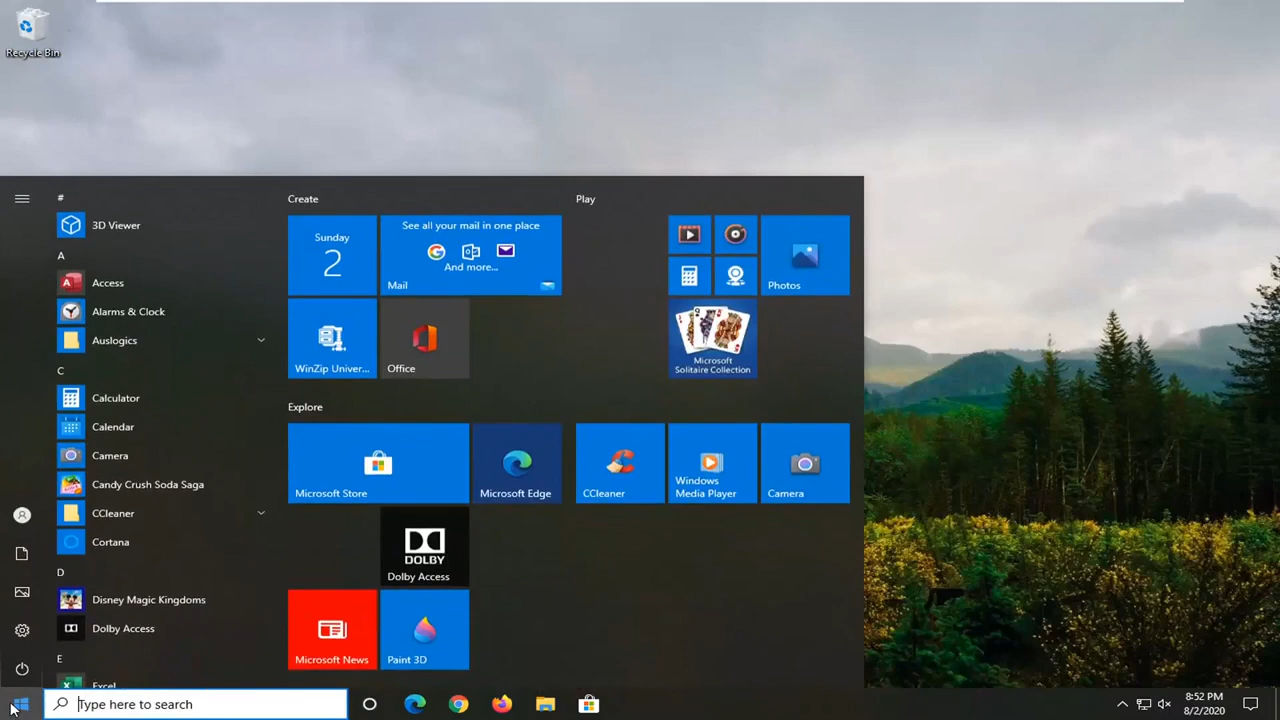 Recycle Bin
#
3D Viewer
A
Access
Alarms & Clock
Auslogics
C
Calculator
Calendar
Camera
Candy Crush Soda Saga
CCleaner
Cortana
D
Disney Magic Kingdoms
Dolby Access
E
Excel
Create
Sunday
2
See all your mail in one place
And more...
Mail
WinZip Univer...
Office
Explore
Microsoft Store
Microsoft Edge
DOLBY
Dolby Access
Microsoft News
Paint 3D
Play
Photos
Microsoft
Solitaire Collection
CCleaner
Windows
Media Player
Camera
Type here to search
8:52 PM
8/2/2020